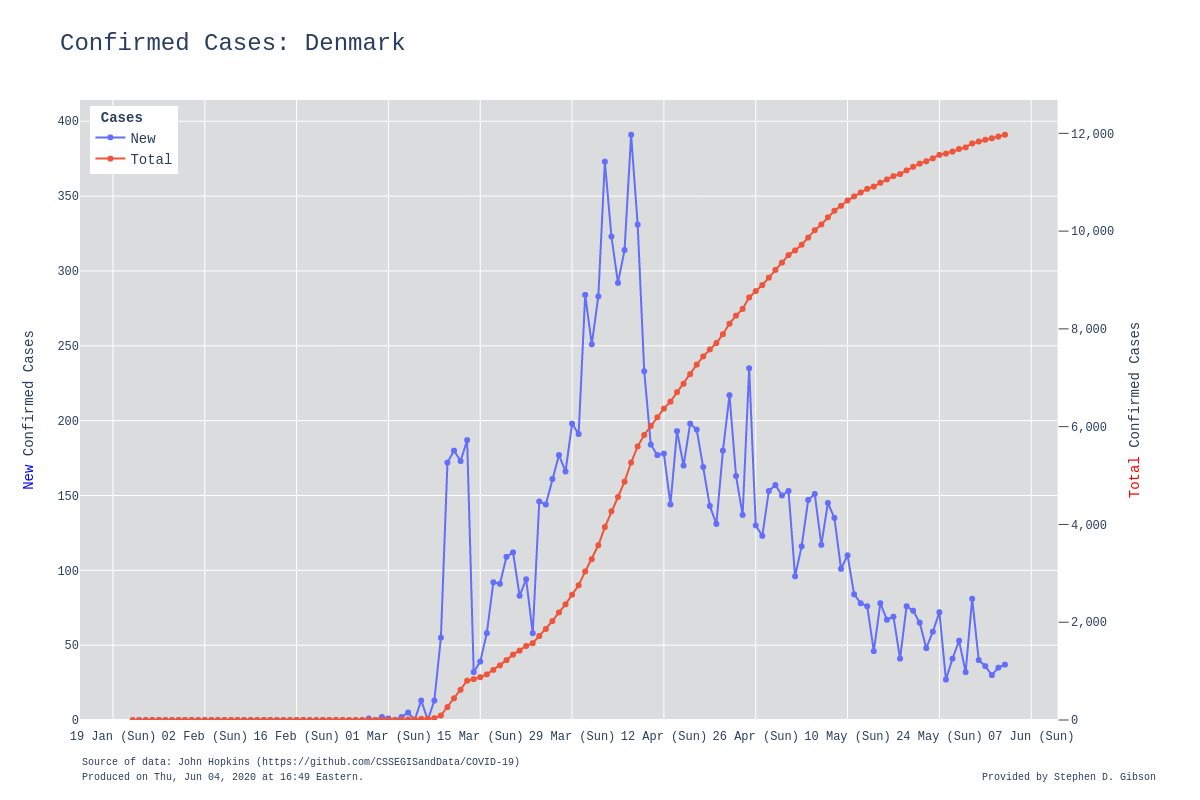 Confirmed Cases: Denmark
Cases
New
Total
400
350
300
250
200
150
100
50
0
12,000
10,000
8,000
6,000
4,000
2,000
0
New Confirmed Cases
Total Confirmed Cases
19 Jan (Sun) 02 Feb (Sun) 16 Feb (Sun) 01 Mar (Sun) 15 Mar (Sun) 29 Mar (Sun) 12 Apr (Sun) 26 Apr (Sun) 10 May (Sun) 24 May (Sun) 07 Jun (Sun)
Source of data: John Hopkins (https://github.com/CSSEGISandData/COVID-19)
Produced on Thu, Jun 04, 2020 at 16:49 Eastern.
Provided by Stephen D. Gibson